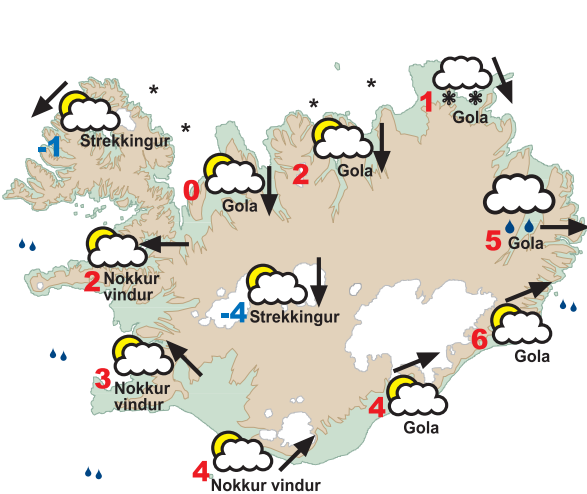 1
Gola
-1
Strekkingur
2
Gola
0
Gola
5 Gola
2 Nokkur
vindur
-4 Strekkingur
6
Gola
3
Nokkur
vindur
4
Gola
4
Nokkur vindur